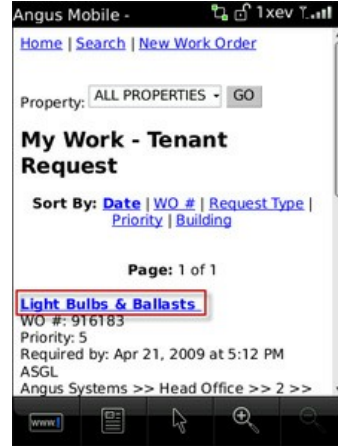 Angus Mobile - 1xev
Home | Search | New Work Order
Property: ALL PROPERTIES GO
My Work - Tenant
Request
Sort By: Date | WO # | Request Type |
Priority | Building
Page: 1 of 1
Light Bulbs & Ballasts
WO #: 916183
Priority: 5
Required by: Apr 21, 2009 at 5:12 PM
ASGL
Angus Systems >> Head Office >> 2 >>
www